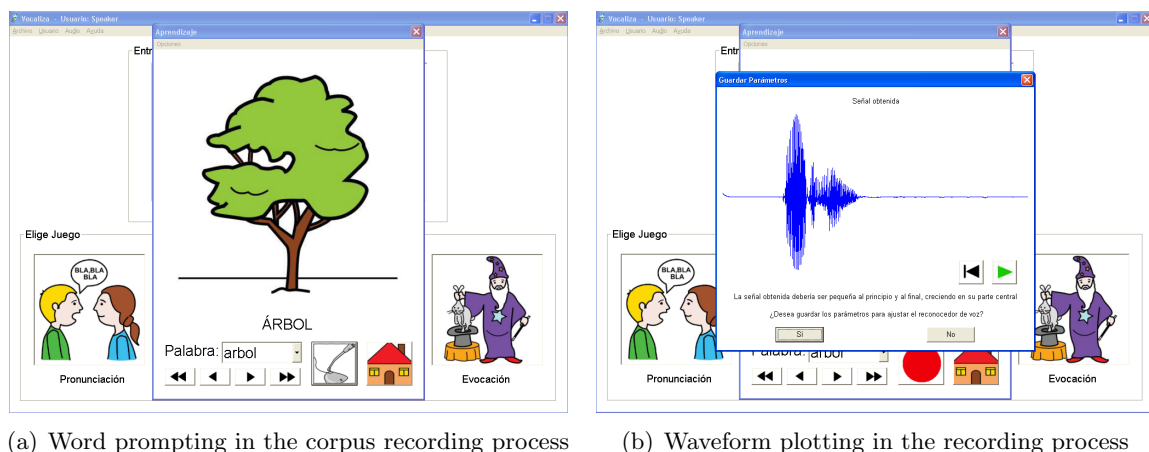 Vocaliza - Usuario: Speaker
Archivo Usuario Audio Ayuda
Entr
Aprendizaje
Opciones
ÁRBOL
Palabra: arbol
Elige Juego
BLA,BLA
BLA
Pronunciación
Evocación
(a) Word prompting in the corpus recording process
Vocaliza - Usuario: Speaker
Archivo Usuario Audio Ayuda
Entr
Aprendizaje
Opciones
Guardar Parámetros
Señal obtenida
La señal obtenida debería ser pequeña al principio y al final, creciendo en su parte central
¿Desea guardar los parámetros para ajustar el reconocedor de voz?
Sí No
Palabra: arbol
Elige Juego
BLA,BLA
BLA
Pronunciación
Evocación
(b) Waveform plotting in the recording process